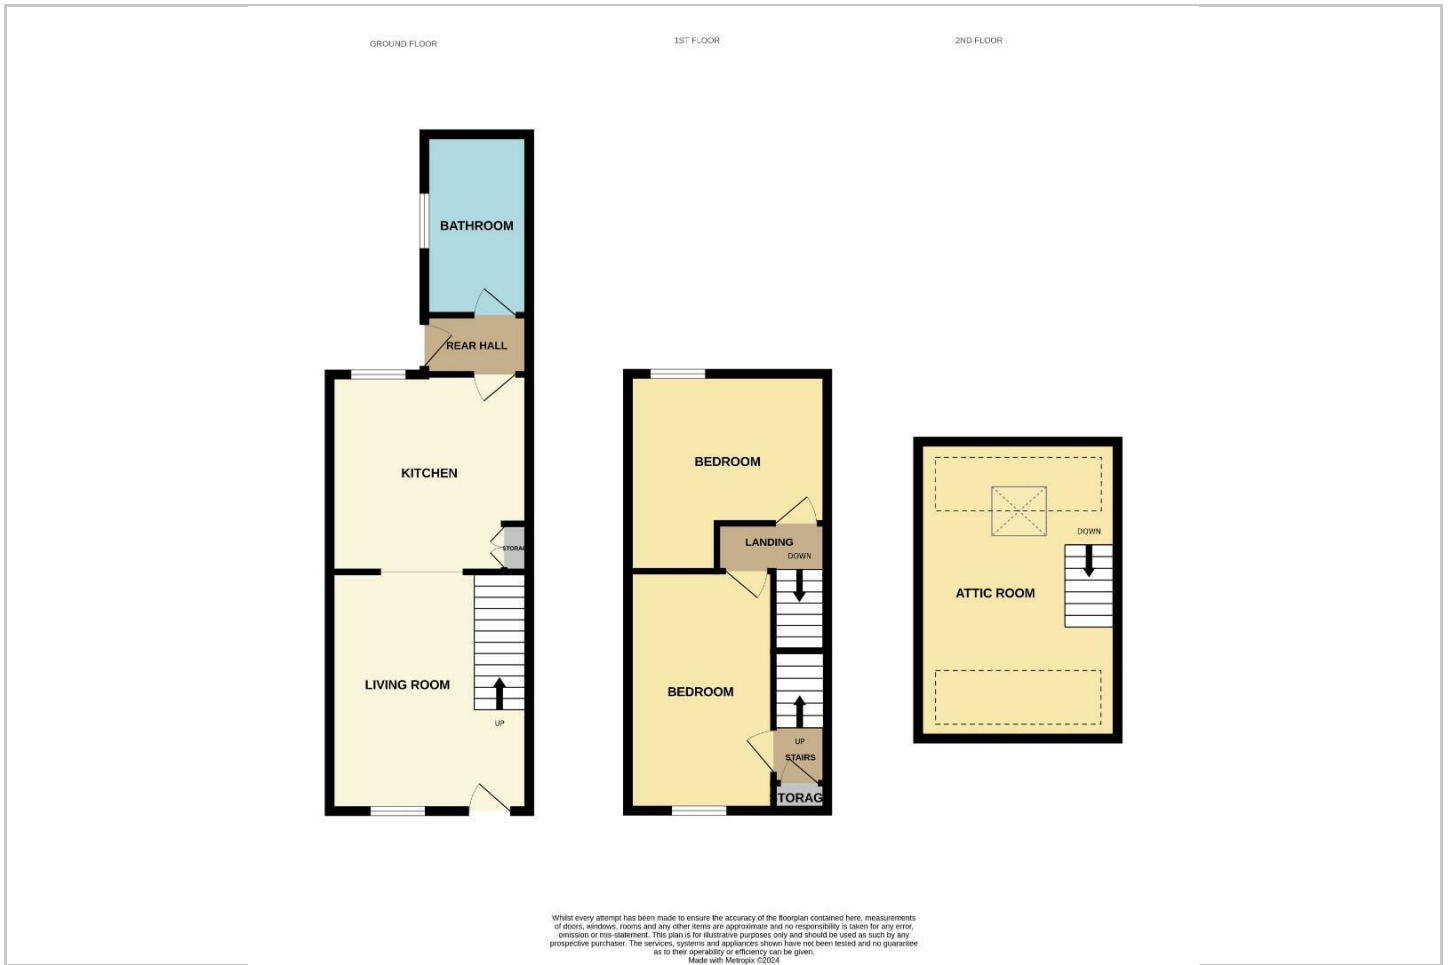 GROUND FLOOR
1ST FLOOR
2ND FLOOR
BATHROOM
REAR HALL
KITCHEN
STORAG
LIVING ROOM
UP
BEDROOM
LANDING
DOWN
BEDROOM
UP
STAIRS
TORAG
DOWN
ATTIC ROOM
Whilst every attempt has been made to ensure the accuracy of the floorplan contained here, measurements
of doors, windows, rooms and any other items are approximate and no responsibility is taken for any error,
omission or mis-statement. This plan is for illustrative purposes only and should be used as such by any
prospective purchaser. The services, systems and appliances shown have not been tested and no guarantee
as to their operability or efficiency can be given.
Made with Metropix ©2024